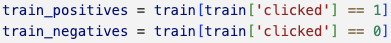 train_positives = train[train['clicked'] == 1]
train_negatives = train[train['clicked'] == 0]